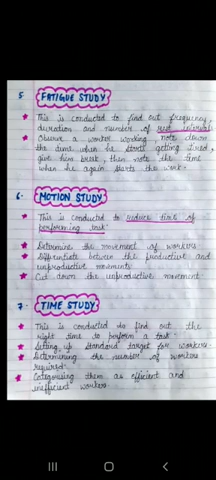 5. FATIGUE STUDY
★ This is conducted to find out frequency
duration and number of rest interval
★ Observe a worker working note down
the time when he starts getting tired,
give him break, then note the time
when he again starts the work.
6. MOTION STUDY
★ This is conducted to reduce time of
performing task
★ Determine the movement of workers
★ Differentiate between the productive and
unproductive movments
★ Cut down the unproductive movement
7. TIME STUDY
★ This is conducted to find out the
right time to perform a task.
★ Setting up standard target for workers.
★ Determining the number of workers
required.
★ Categorising them as efficient and
inefficient workers.